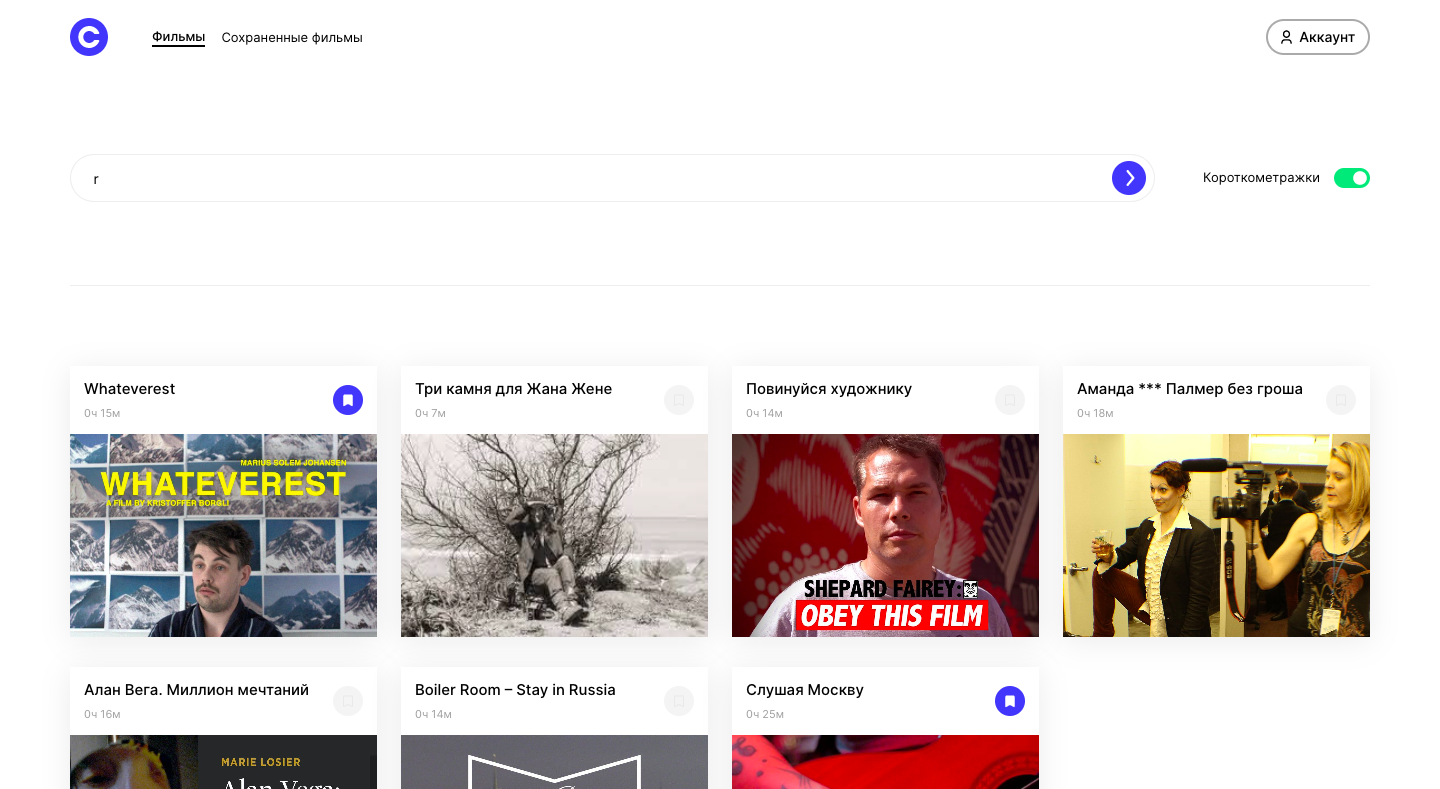 C
Фильмы
Сохраненные фильмы
Аккаунт
r
Короткометражки
Whateverest
0ч 15м
Три камня для Жана Жене
0ч 7м
Повинуйся художнику
0ч 14м
Аманда *** Палмер без гроша
0ч 18м
MARIUS SOLEM JOHANSEN
WHATEVEREST
A FILM BY KRISTOFFER BORGLI
SHEPARD FAIREY:
OBEY THIS FILM
Алан Вега. Миллион мечтаний
0ч 16м
Boiler Room – Stay in Russia
0ч 14м
Слушая Москву
0ч 25м
MARIE LOSIER
Alan Vega: